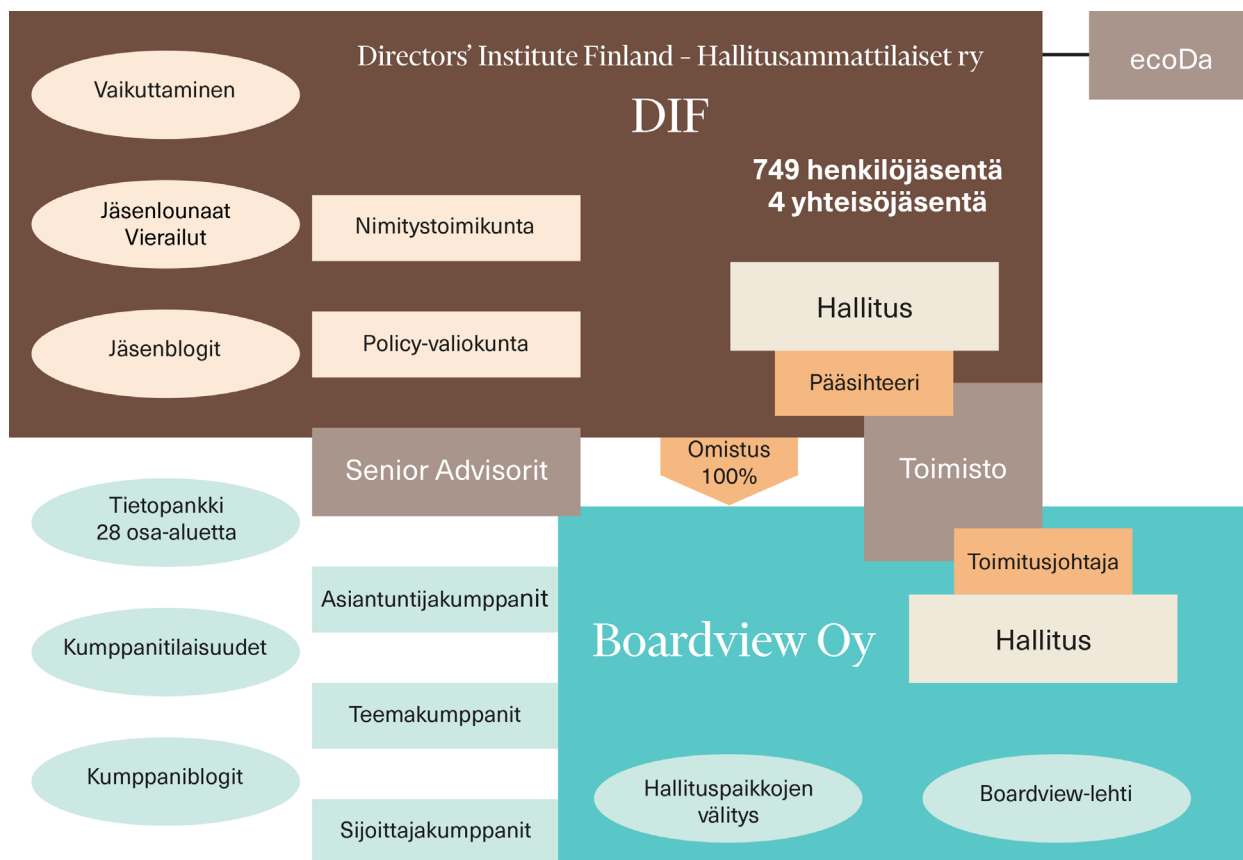 Directors’ Institute Finland – Hallitusammattilaiset ry
DIF
ecoDa
749 henkilöjäsentä
4 yhteisöjäsentä
Vaikuttaminen
Jäsenlounaat
Vierailut
Jäsenblogit
Nimitystoimikunta
Policy-valiokunta
Hallitus
Pääsihteeri
Senior Advisorit
Omistus
100%
Toimisto
Tietopankki
28 osa-aluetta
Kumppanitilaisuudet
Kumppaniblogit
Asiantuntijakumppanit
Teemakumppanit
Sijoittajakumppanit
Boardview Oy
Toimitusjohtaja
Hallitus
Hallituspaikkojen
välitys
Boardview-lehti